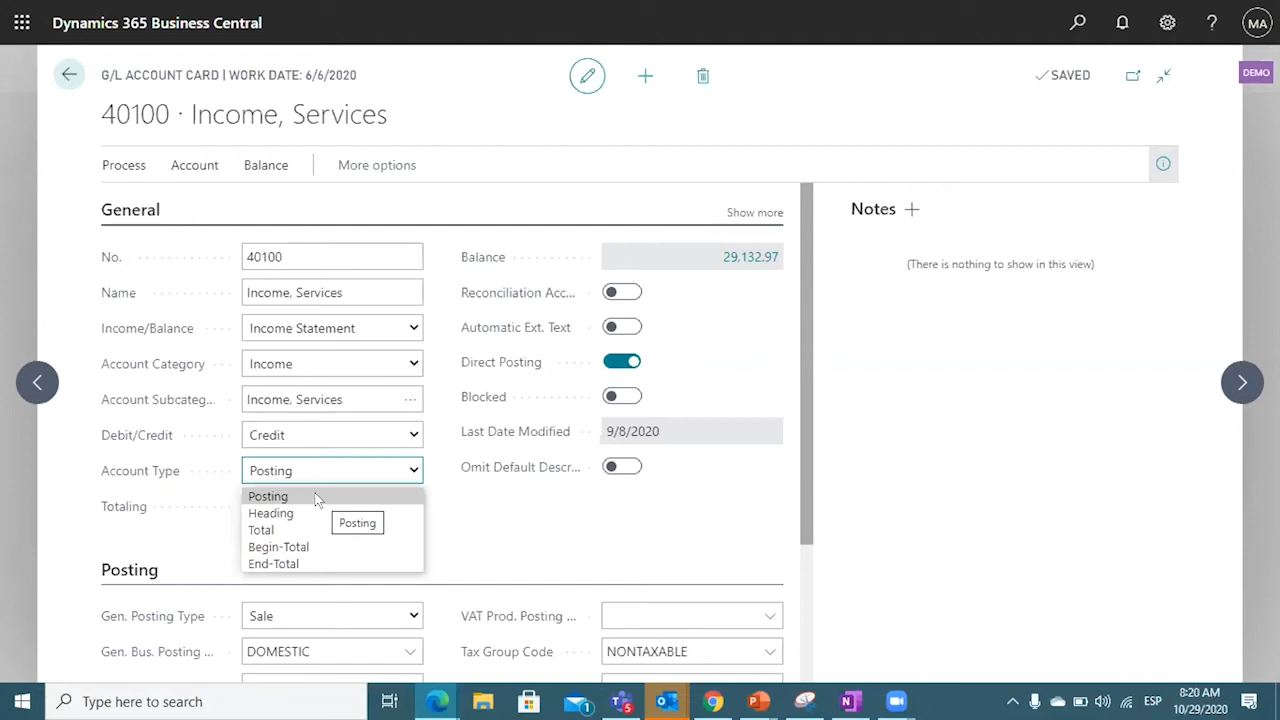 Dynamics 365 Business Central
MA
G/L ACCOUNT CARD | WORK DATE: 6/6/2020
SAVED
DEMO
40100 · Income, Services
Process
Account
Balance
More options
General
Show more
Notes
(There is nothing to show in this view)
No.
40100
Name
Income, Services
Income/Balance
Income Statement
Account Category
Income
Account Subcateg...
Income, Services
...
Debit/Credit
Credit
Account Type
Posting
Posting
Heading
Total
Begin-Total
End-Total
Posting
Totaling
Balance
29,132.97
Reconciliation Acc...
Automatic Ext. Text
Direct Posting
Blocked
Last Date Modified
9/8/2020
Omit Default Descr...
Posting
Gen. Posting Type
Sale
Gen. Bus. Posting ...
DOMESTIC
VAT Prod. Posting ...
Tax Group Code
NONTAXABLE
Type here to search
1
5
ESP
8:20 AM
10/29/2020